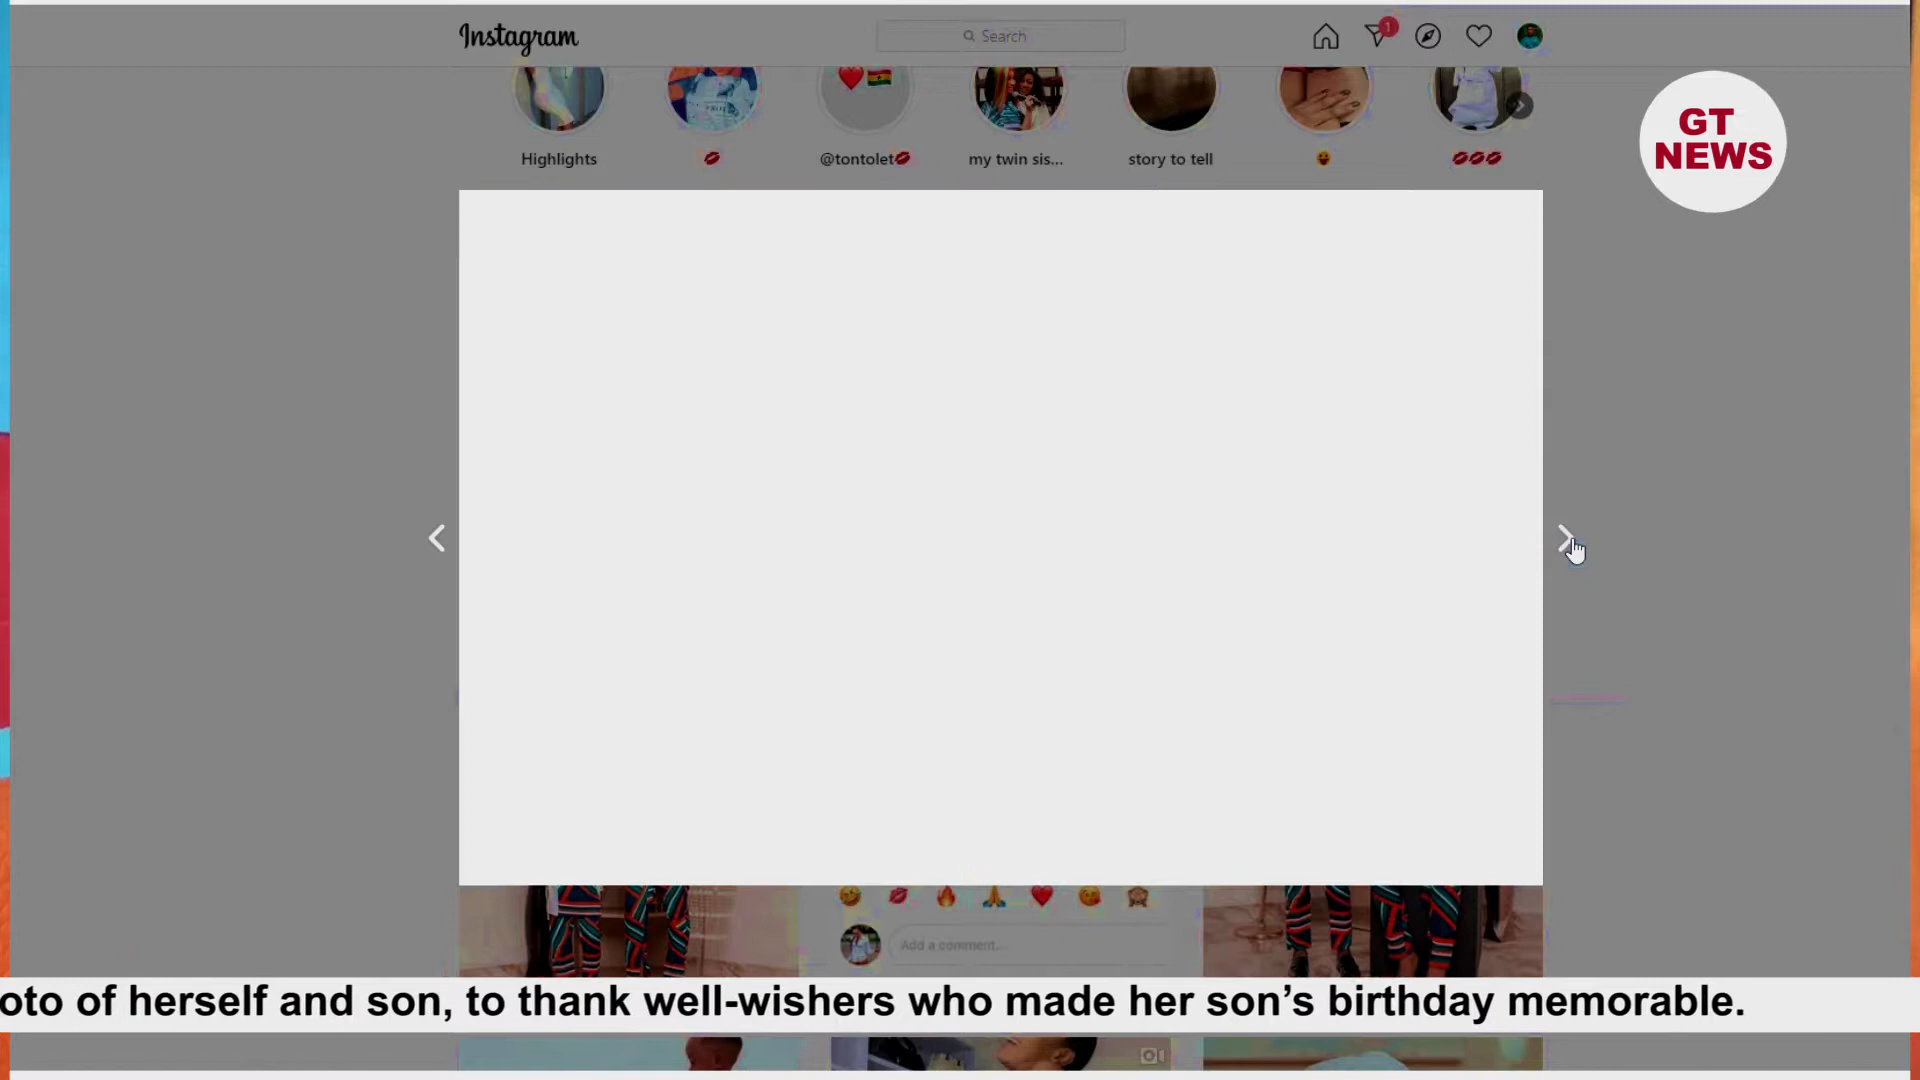 Instagram
Search
1
GT
NEWS
Highlights
@tontolet💋
my twin sis...
story to tell
Add a comment...
oto of herself and son, to thank well-wishers who made her son’s birthday memorable.